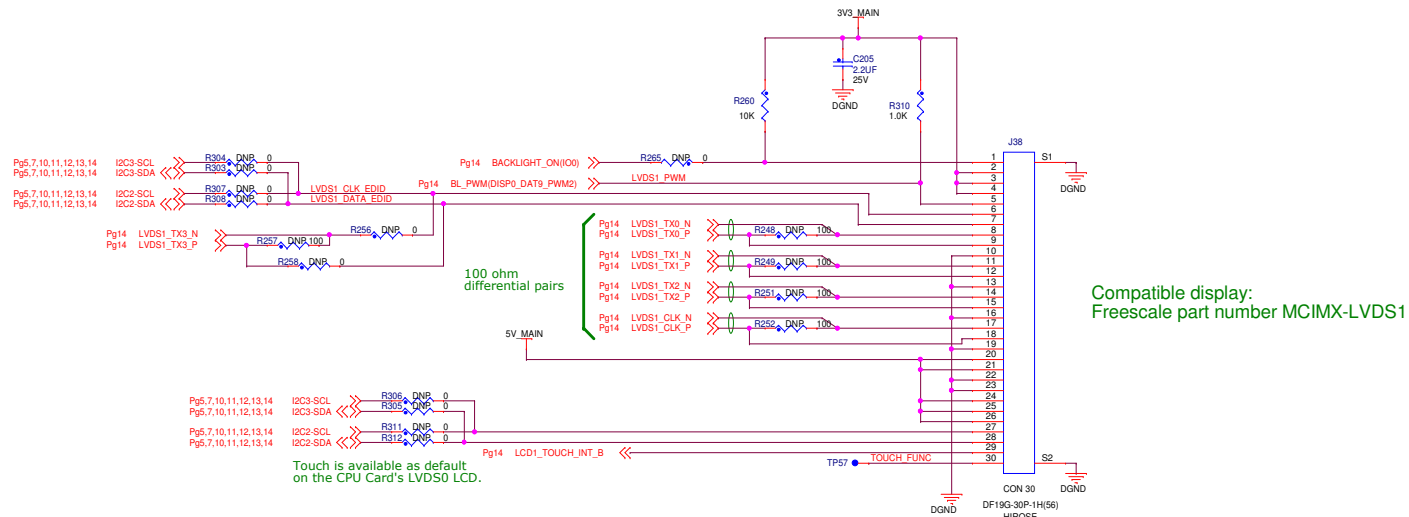 3V3_MAIN
C205
2.2UF
25V
DGND
R260
10K
R310
1.0K
J38
Pg5,7,10,11,12,13,14 I2C3-SCL R304 DNP 0
Pg5,7,10,11,12,13,14 I2C3-SDA R303 DNP 0
Pg5,7,10,11,12,13,14 I2C2-SCL R307 DNP 0 LVDS1_CLK_EDID
Pg5,7,10,11,12,13,14 I2C2-SDA R308 DNP 0 LVDS1_DATA_EDID
Pg14 BACKLIGHT_ON(IO0) R265 DNP 0
Pg14 BL_PWM(DISP0_DAT9_PWM2) LVDS1_PWM
Pg14 LVDS1_TX3_N R256 DNP 0
Pg14 LVDS1_TX3_P R257 DNP 100
R258 DNP 0
100 ohm
differential pairs
Pg14 LVDS1_TX0_N
Pg14 LVDS1_TX0_P R248 DNP 100
Pg14 LVDS1_TX1_N
Pg14 LVDS1_TX1_P R249 DNP 100
Pg14 LVDS1_TX2_N
Pg14 LVDS1_TX2_P R251 DNP 100
Pg14 LVDS1_CLK_N
Pg14 LVDS1_CLK_P R252 DNP 100
5V_MAIN
Pg5,7,10,11,12,13,14 I2C3-SCL R306 DNP 0
Pg5,7,10,11,12,13,14 I2C3-SDA R305 DNP 0
Pg5,7,10,11,12,13,14 I2C2-SCL R311 DNP 0
Pg5,7,10,11,12,13,14 I2C2-SDA R312 DNP 0
Pg14 LCD1_TOUCH_INT_B
TP57 TOUCH_FUNC
Touch is available as default
on the CPU Card's LVDS0 LCD.
1
2
3
4
5
6
7
8
9
10
11
12
13
14
15
16
17
18
19
20
21
22
23
24
25
26
27
28
29
30
S1
DGND
S2
DGND
DGND
CON 30
DF19G-30P-1H(56)
HIROSE
Compatible display:
Freescale part number MCIMX-LVDS1